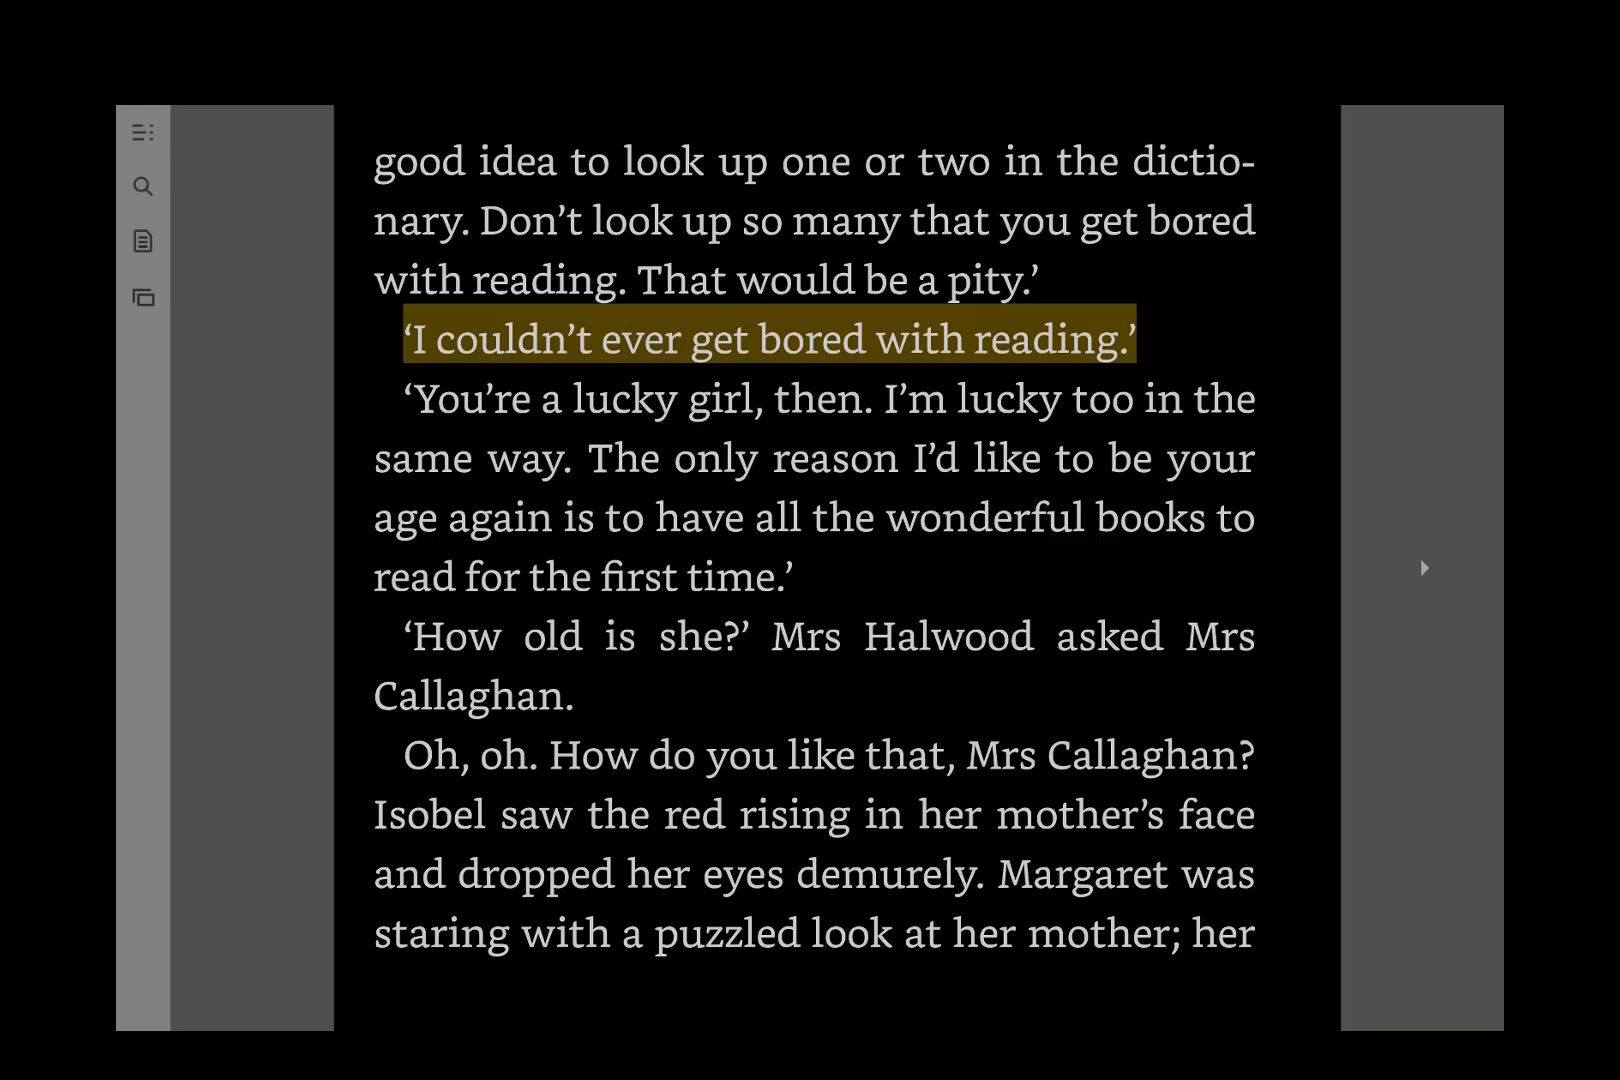 good idea to look up one or two in the dictio-
nary. Don’t look up so many that you get bored
with reading. That would be a pity.’
‘I couldn’t ever get bored with reading.’
‘You’re a lucky girl, then. I’m lucky too in the
same way. The only reason I’d like to be your
age again is to have all the wonderful books to
read for the first time.’
‘How old is she?’ Mrs Halwood asked Mrs
Callaghan.
Oh, oh. How do you like that, Mrs Callaghan?
Isobel saw the red rising in her mother’s face
and dropped her eyes demurely. Margaret was
staring with a puzzled look at her mother; her